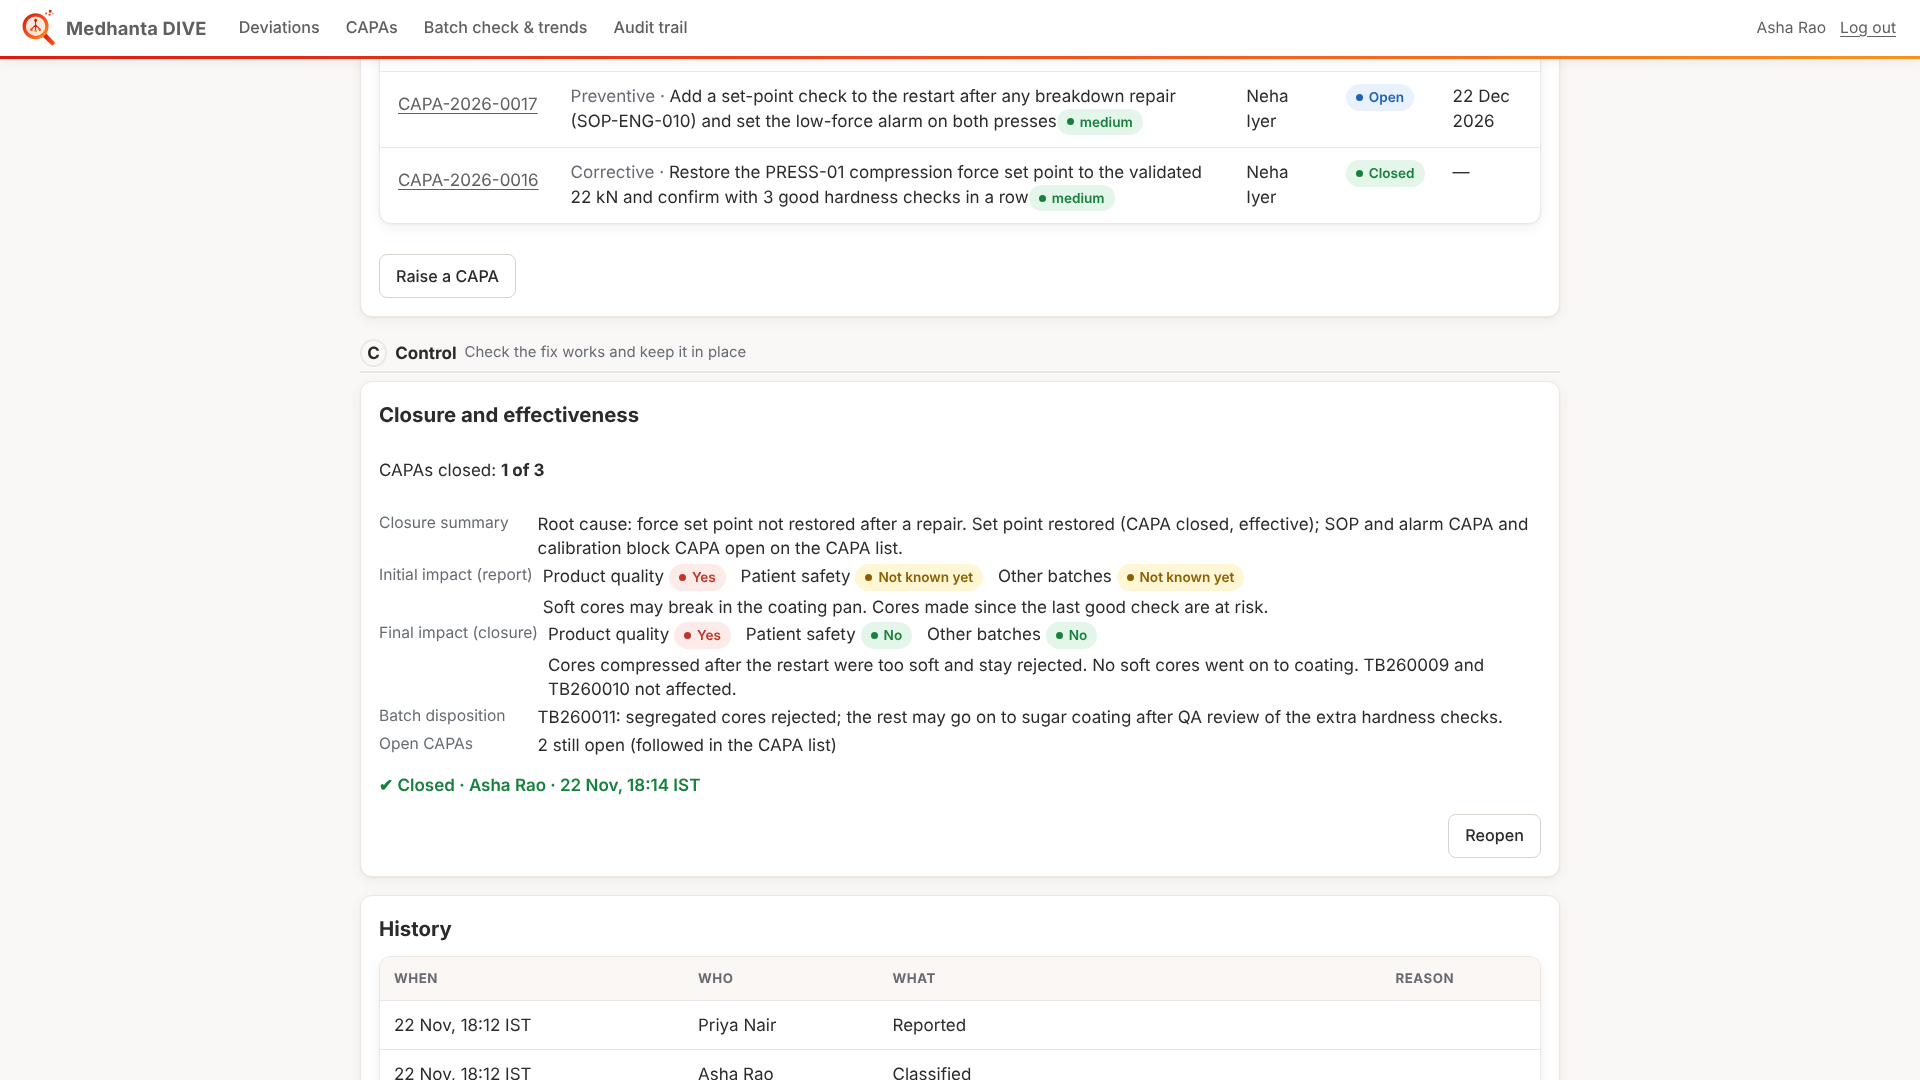 Medhanta DIVE Deviations CAPAs Batch check & trends Audit trail Asha Rao Log out
CAPA-2026-0017 Preventive · Add a set-point check to the restart after any breakdown repair Neha Open 22 Dec
(SOP-ENG-010) and set the low-force alarm on both presses medium Iyer 2026
CAPA-2026-0016 Corrective · Restore the PRESS-01 compression force set point to the validated Neha Closed —
22 kN and confirm with 3 good hardness checks in a row medium Iyer
Raise a CAPA
C Control Check the fix works and keep it in place
Closure and effectiveness
CAPAs closed: 1 of 3
Closure summary Root cause: force set point not restored after a repair. Set point restored (CAPA closed, effective); SOP and alarm CAPA and
calibration block CAPA open on the CAPA list.
Initial impact (report) Product quality Yes Patient safety Not known yet Other batches Not known yet
Soft cores may break in the coating pan. Cores made since the last good check are at risk.
Final impact (closure) Product quality Yes Patient safety No Other batches No
Cores compressed after the restart were too soft and stay rejected. No soft cores went on to coating. TB260009 and
TB260010 not affected.
Batch disposition TB260011: segregated cores rejected; the rest may go on to sugar coating after QA review of the extra hardness checks.
Open CAPAs 2 still open (followed in the CAPA list)
✔ Closed · Asha Rao · 22 Nov, 18:14 IST
Reopen
History
WHEN WHO WHAT REASON
22 Nov, 18:12 IST Priya Nair Reported
22 Nov, 18:12 IST Asha Rao Classified